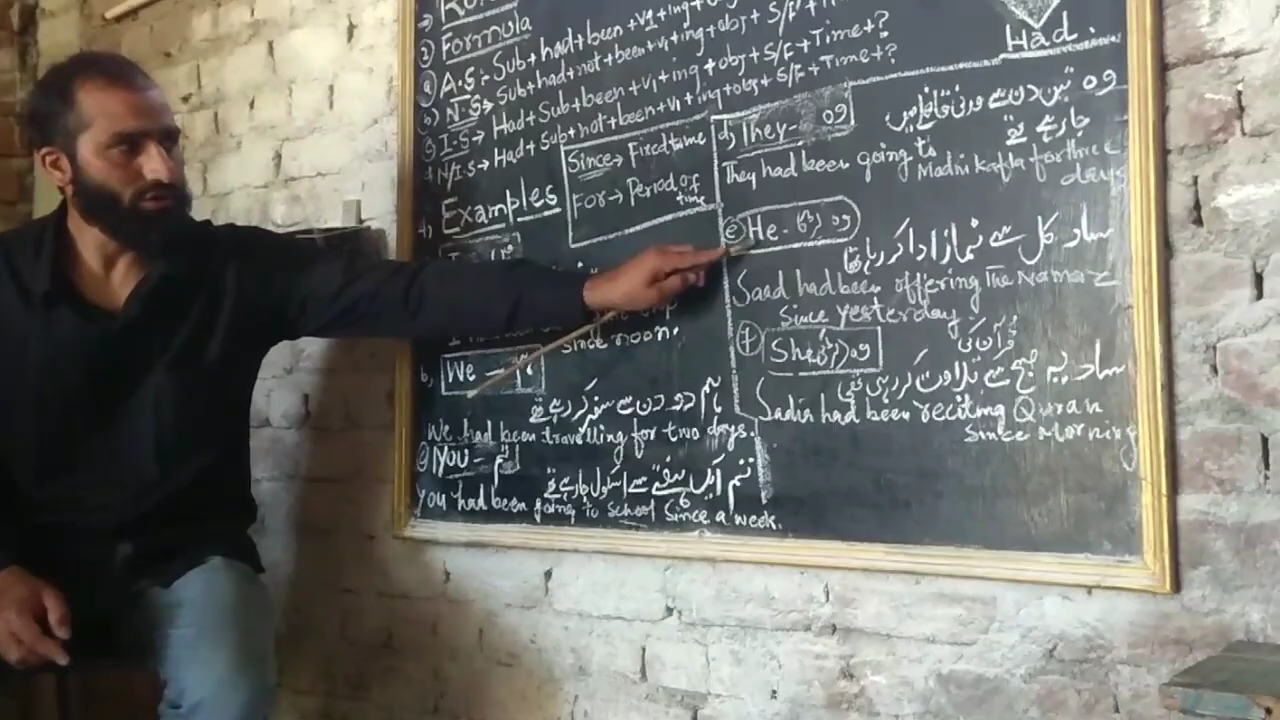 Formula
A.S:- Sub+had+been+V1+ing+
N.S→ Sub+had+not+been+V1+ing+obj+S/F+
I.S→ Had+Sub+been+V1+ing+obj+S/F+Time+?
N/I.S→ Had+Sub+not+been+V1+ing+obj+S/F+Time+?
Had.
Since→ Fixed time
For→ Period of
time
Examples
since noon.
b) We - ہم
ہم دو دن سے سفر کر رہے تھے
We had been travelling for two days.
c) YOU - تم
تم ایک ہفتے سے اسکول جا رہے تھے
You had been going to school Since a week.
d) They- وہ
وہ تین دن سے مدنی قافلے میں
جا رہے تھے
They had been going to
Madni Kafla for three
days
e) He - وہ لڑکا
ساد کل سے نماز ادا کر رہا تھا
Saad had been offering The Namaz
Since yesterday
f) She وہ لڑکی
قرآن کی
سادیہ صبح سے تلاوت کر رہی تھی
Sadia had been reciting Quran
Since Morning